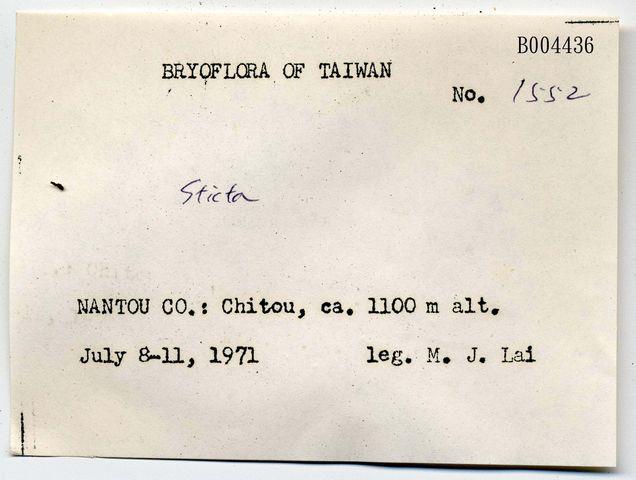 B004436
BRYOFLORA OF TAIWAN
No. 1552
Sticta
NANTOU CO.: Chitou, ca. 1100 m alt.
July 8-11, 1971 leg. M. J. Lai